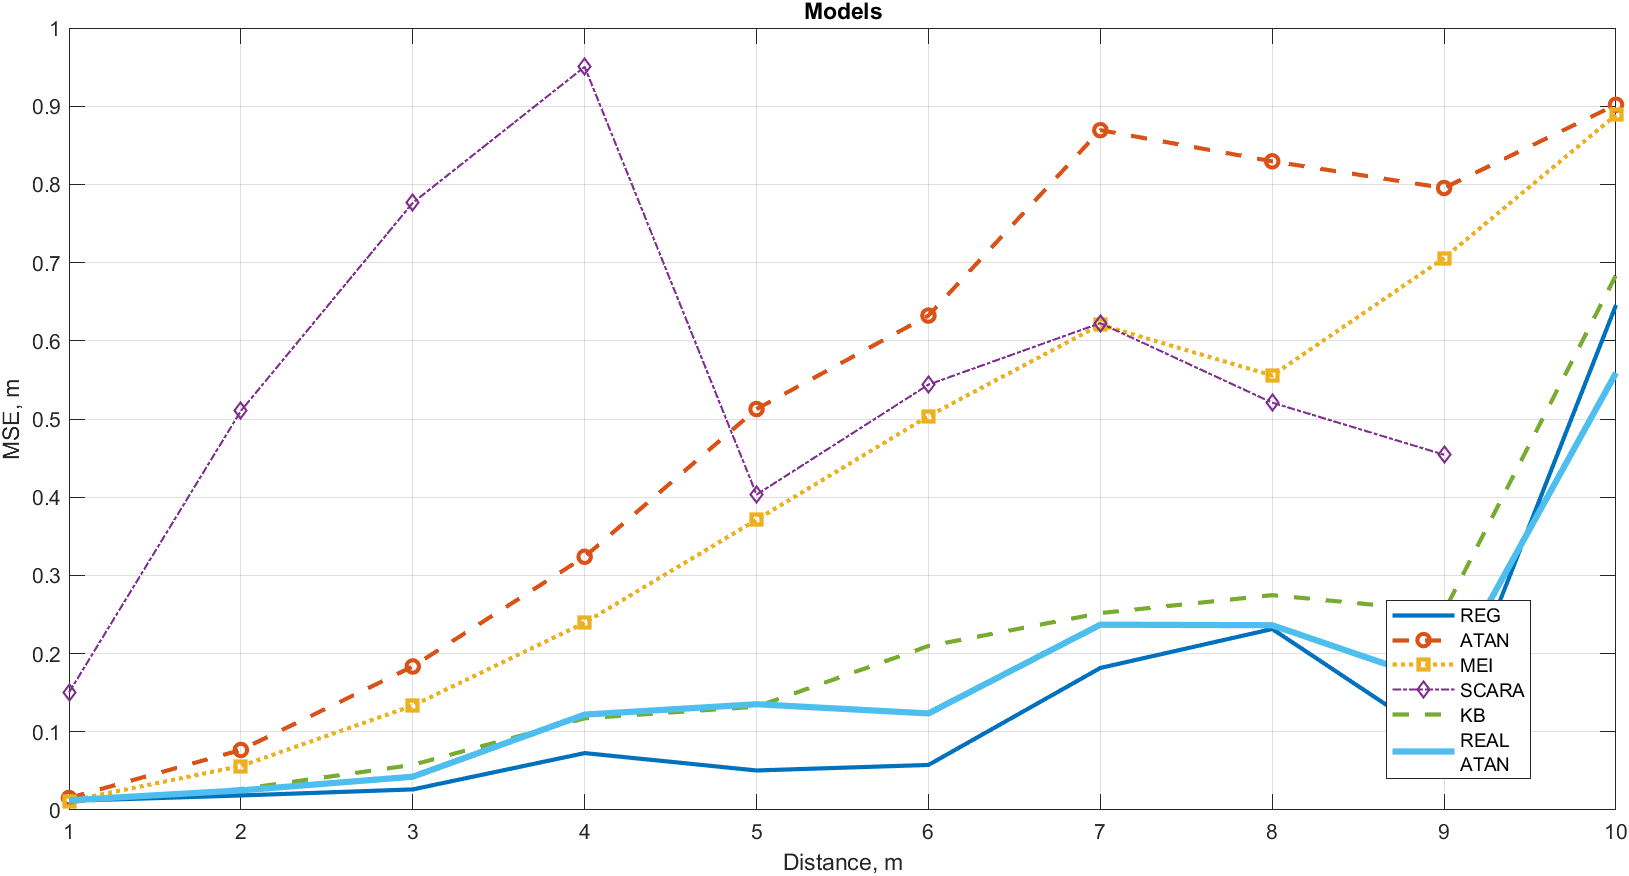 Models
1
0.9
0.8
0.7
0.6
0.5
0.4
0.3
0.2
0.1
0
MSE, m
1 2 3 4 5 6 7 8 9 10
Distance, m
REG
ATAN
MEI
SCARA
KB
REAL
ATAN